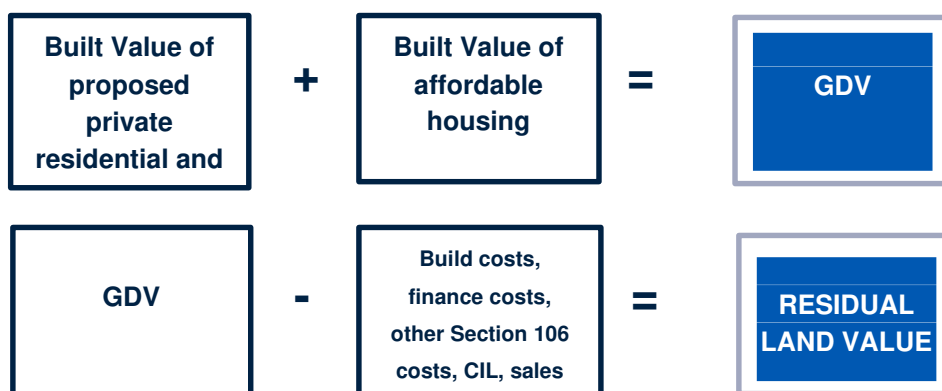 Built Value of
proposed
private
residential and
+
Built Value of
affordable
housing
=
GDV
GDV
-
Build costs,
finance costs,
other Section 106
costs, CIL, sales
=
RESIDUAL
LAND VALUE